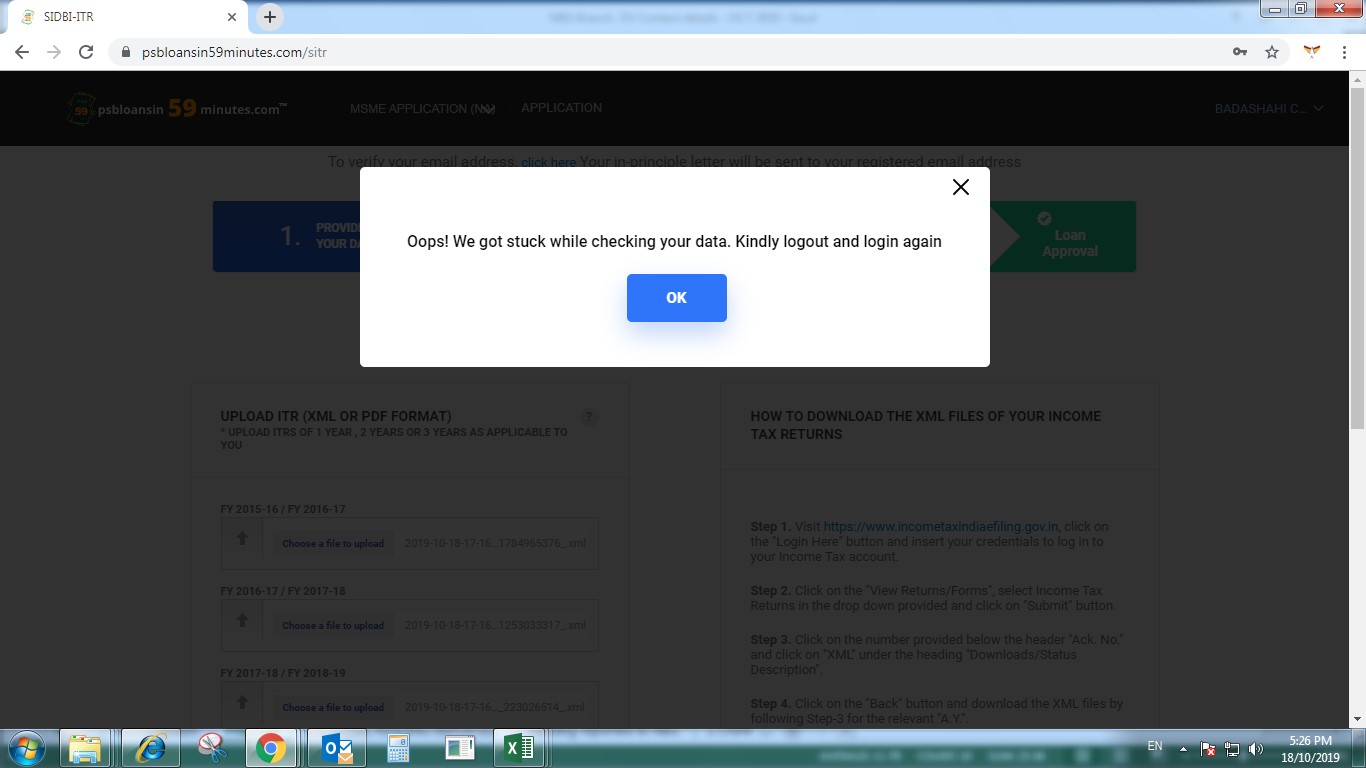 SIDBI-ITR
psbloansin59minutes.com/sitr
psbloansin 59 minutes.com™
MSME APPLICATION
APPLICATION
BADASHAHI C...
To verify your email address, click here Your in-principle letter will be sent to your registered email address
1.
Loan
Approval
Oops! We got stuck while checking your data. Kindly logout and login again
OK
UPLOAD ITR (XML OR PDF FORMAT)
?
* UPLOAD ITRS OF 1 YEAR , 2 YEARS OR 3 YEARS AS APPLICABLE TO
YOU
FY 2015-16 / FY 2016-17
Choose a file to upload
2019-10-18-17-16...1784965376_.xml
FY 2016-17 / FY 2017-18
Choose a file to upload
2019-10-18-17-16...1253033317_.xml
FY 2017-18 / FY 2018-19
Choose a file to upload
2019-10-18-17-16..._223026514_.xml
HOW TO DOWNLOAD THE XML FILES OF YOUR INCOME
TAX RETURNS
Step 1. Visit https://www.incometaxindiaefiling.gov.in, click on
the "Login Here" button and insert your credentials to log in to
your Income Tax account.
Step 2. Click on the "View Returns/Forms", select Income Tax
Returns in the drop down provided and click on "Submit" button.
Step 3. Click on the number provided below the header "Ack. No."
and click on "XML" under the heading "Downloads/Status
Description".
Step 4. Click on the "Back" button and download the XML files by
following Step-3 for the relevant "A.Y.".
EN
5:26 PM
18/10/2019